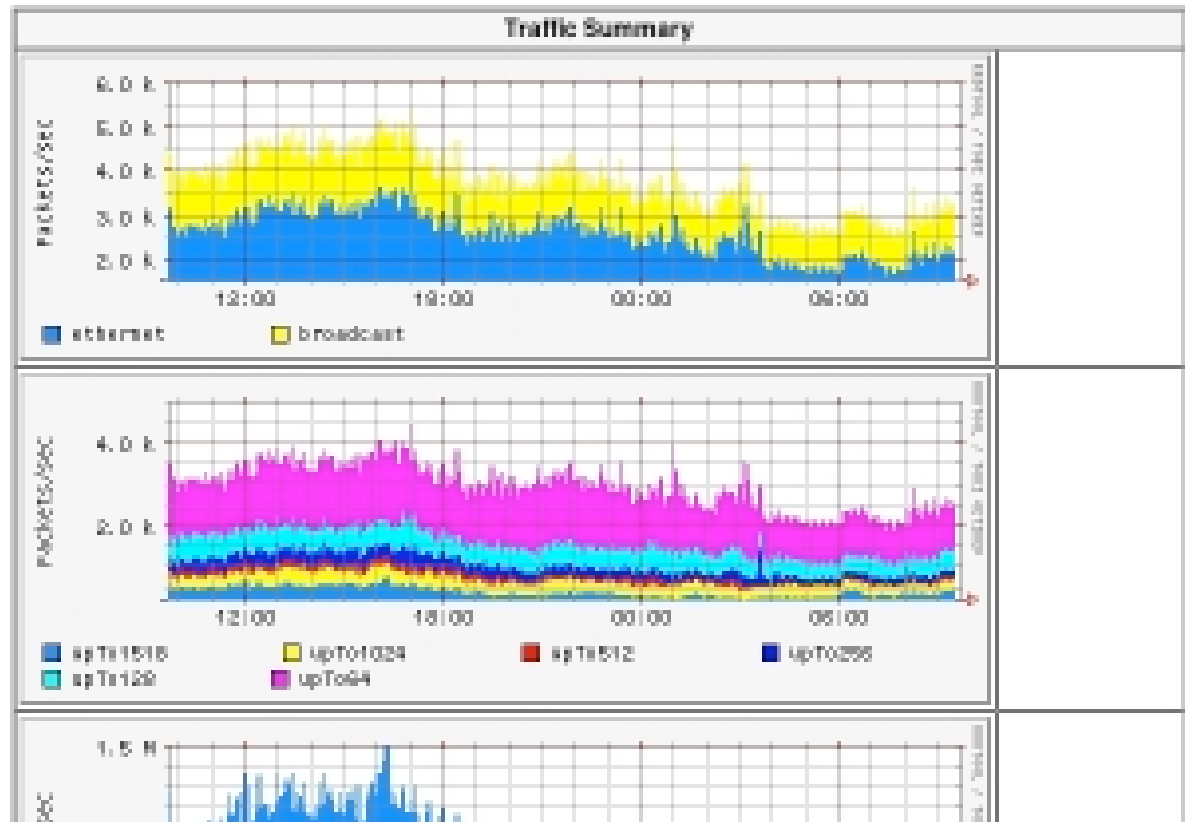 Traffic Summary
6.0 k
5.0 k
4.0 k
3.0 k
2.0 k
Packets/sec
12:00 18:00 00:00 06:00
ethernet broadcast
4.0 k
2.0 k
Packets/sec
12:00 18:00 00:00 06:00
upTo1518 upTo1024 upTo512 upTo256
upTo128 upTo64
1.5 M